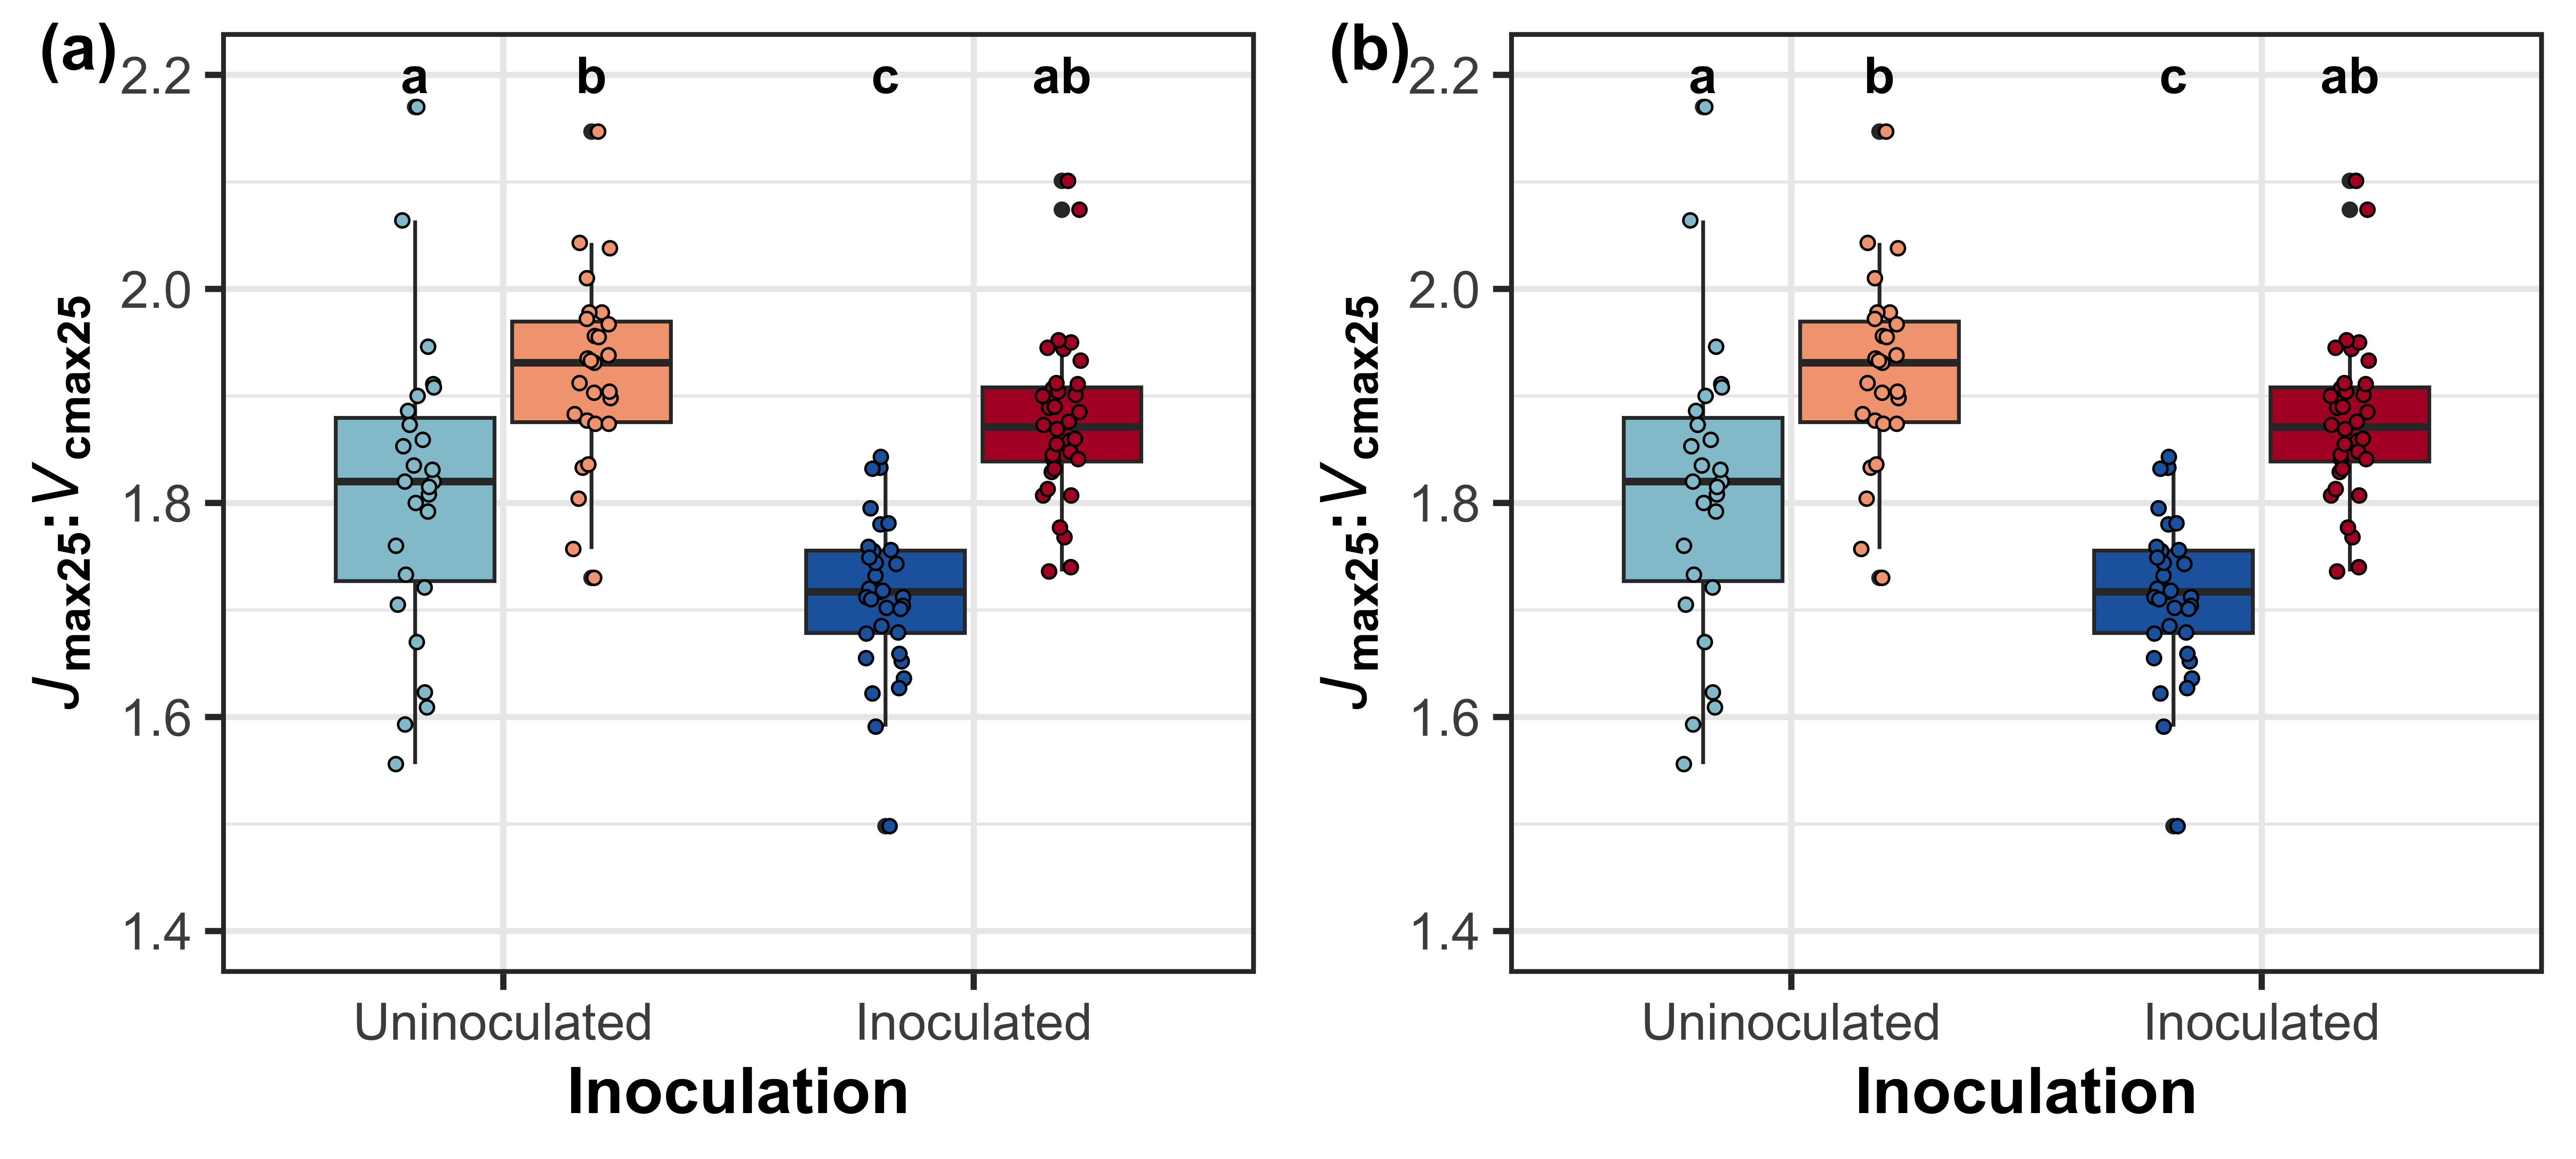 (a)
a b c ab
2.2
2.0
1.8
1.6
1.4
Jmax25:Vcmax25
Uninoculated Inoculated
Inoculation
(b)
a b c ab
2.2
2.0
1.8
1.6
1.4
Jmax25:Vcmax25
Uninoculated Inoculated
Inoculation